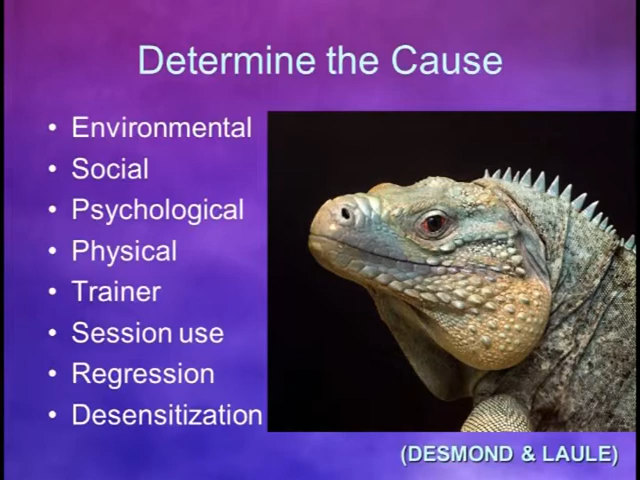 Determine the Cause
• Environmental
• Social
• Psychological
• Physical
• Trainer
• Session use
• Regression
• Desensitization
(DESMOND & LAULE)